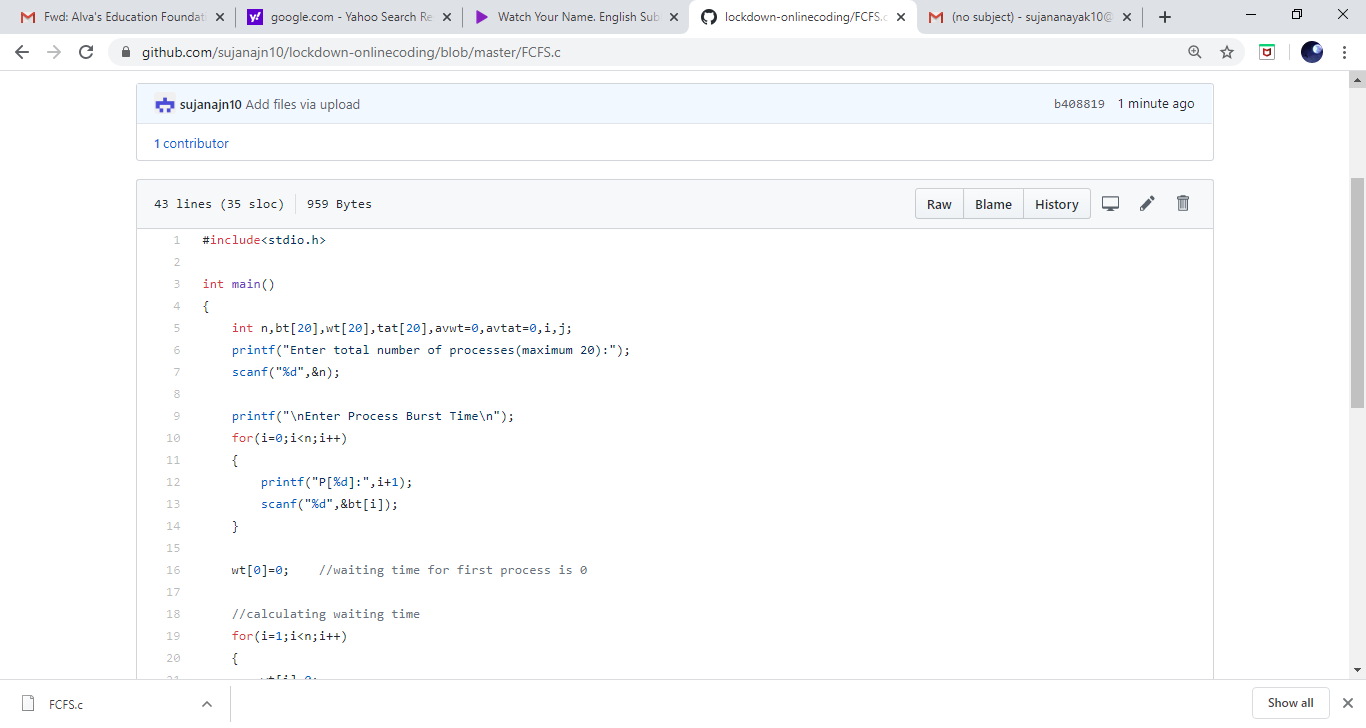 Fwd: Alva's Education Foundati
google.com - Yahoo Search Re
Watch Your Name. English Sub
lockdown-onlinecoding/FCFS.c
(no subject) - sujananayak10@
github.com/sujanajn10/lockdown-onlinecoding/blob/master/FCFS.c
sujanajn10 Add files via upload b408819 1 minute ago
1 contributor
43 lines (35 sloc) 959 Bytes Raw Blame History
1 #include<stdio.h>
2
3 int main()
4 {
5 int n,bt[20],wt[20],tat[20],avwt=0,avtat=0,i,j;
6 printf("Enter total number of processes(maximum 20):");
7 scanf("%d",&n);
8
9 printf("\nEnter Process Burst Time\n");
10 for(i=0;i<n;i++)
11 {
12 printf("P[%d]:",i+1);
13 scanf("%d",&bt[i]);
14 }
15
16 wt[0]=0; //waiting time for first process is 0
17
18 //calculating waiting time
19 for(i=1;i<n;i++)
20 {
21 wt[i]=0;
FCFS.c Show all